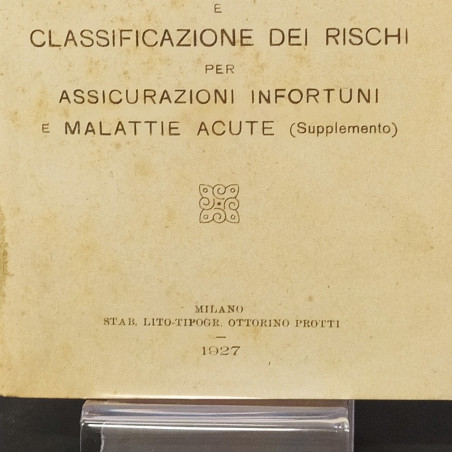 E
CLASSIFICAZIONE DEI RISCHI
PER
ASSICURAZIONI INFORTUNI
E MALATTIE ACUTE (Supplemento)
MILANO
STAB. LITO-TIPOGR. OTTORINO PROTTI
1927